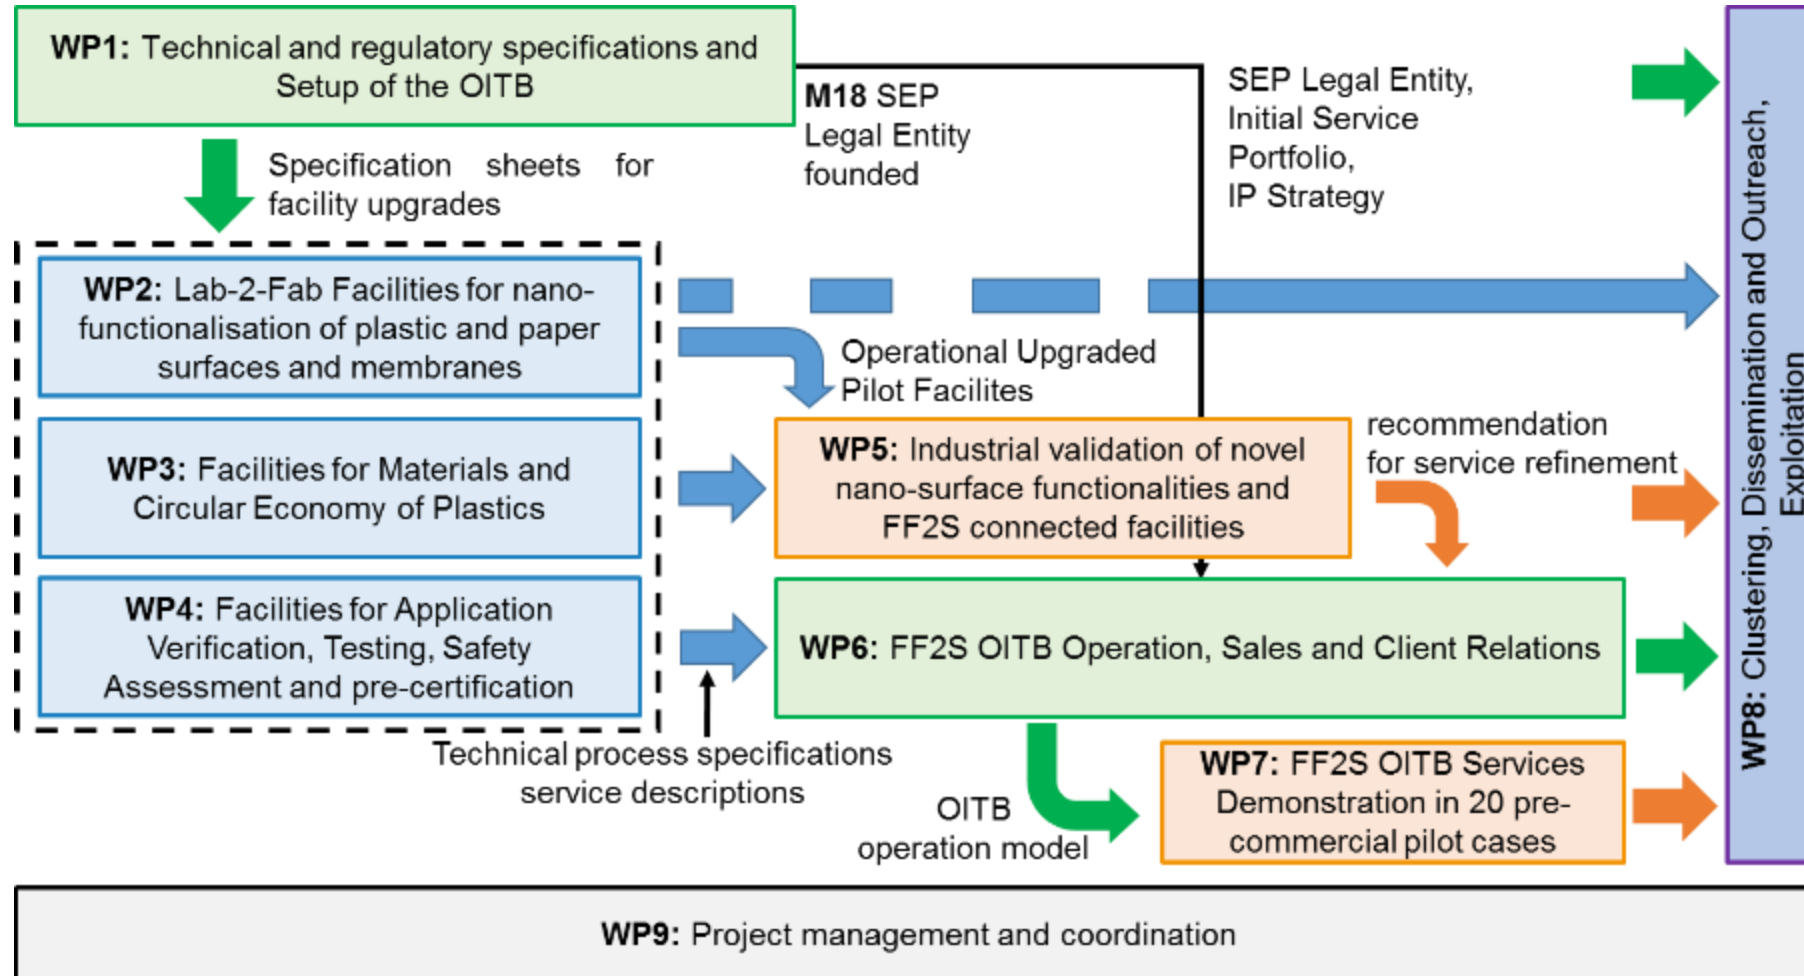 WP1: Technical and regulatory specifications and
Setup of the OITB
M18 SEP
Legal Entity
founded
SEP Legal Entity,
Initial Service
Portfolio,
IP Strategy
Specification sheets for
facility upgrades
WP2: Lab-2-Fab Facilities for nano-
functionalisation of plastic and paper
surfaces and membranes
Operational Upgraded
Pilot Facilites
WP3: Facilities for Materials and
Circular Economy of Plastics
WP5: Industrial validation of novel
nano-surface functionalities and
FF2S connected facilities
recommendation
for service refinement
WP4: Facilities for Application
Verification, Testing, Safety
Assessment and pre-certification
WP6: FF2S OITB Operation, Sales and Client Relations
Technical process specifications
service descriptions
OITB
operation model
WP7: FF2S OITB Services
Demonstration in 20 pre-
commercial pilot cases
WP8: Clustering, Dissemination and Outreach,
Exploitation
WP9: Project management and coordination